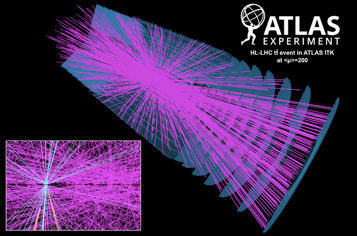 ATLAS
EXPERIMENT
HL-LHC tt̄ event in ATLAS ITK
at <μ>=200